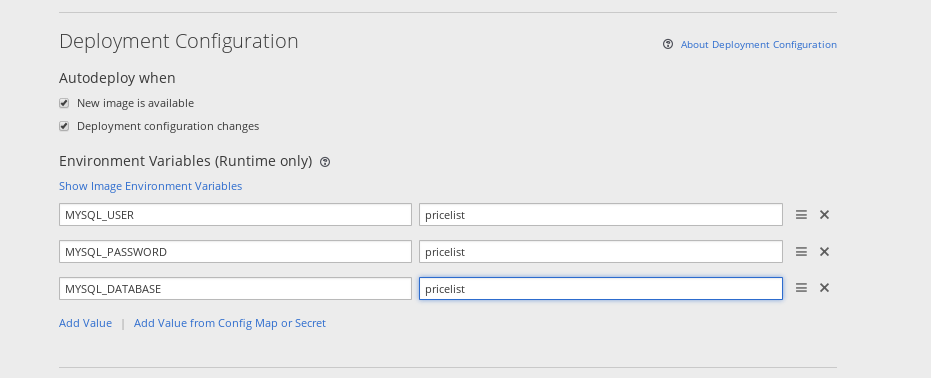 Deployment Configuration
About Deployment Configuration
Autodeploy when
New image is available
Deployment configuration changes
Environment Variables (Runtime only)
Show Image Environment Variables
MYSQL_USER pricelist
MYSQL_PASSWORD pricelist
MYSQL_DATABASE pricelist
Add Value | Add Value from Config Map or Secret